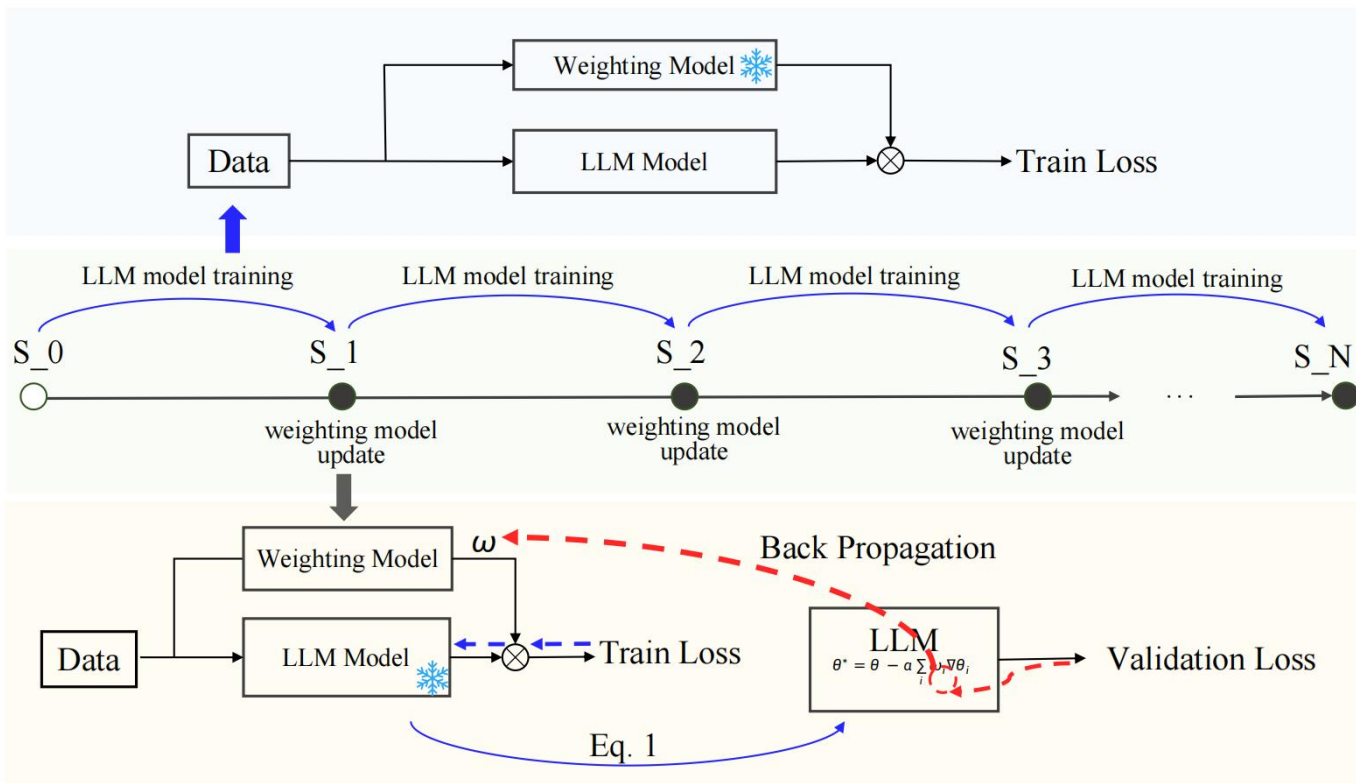 Weighting Model
Data
LLM Model
Train Loss
LLM model training
LLM model training
LLM model training
LLM model training
S_0
S_1
S_2
S_3
S_N
...
weighting model
update
weighting model
update
weighting model
update
Weighting Model
ω
Back Propagation
Data
LLM Model
Train Loss
LLM
θ* = θ − α ∑ ω_i ∇θ_i
i
Validation Loss
Eq. 1